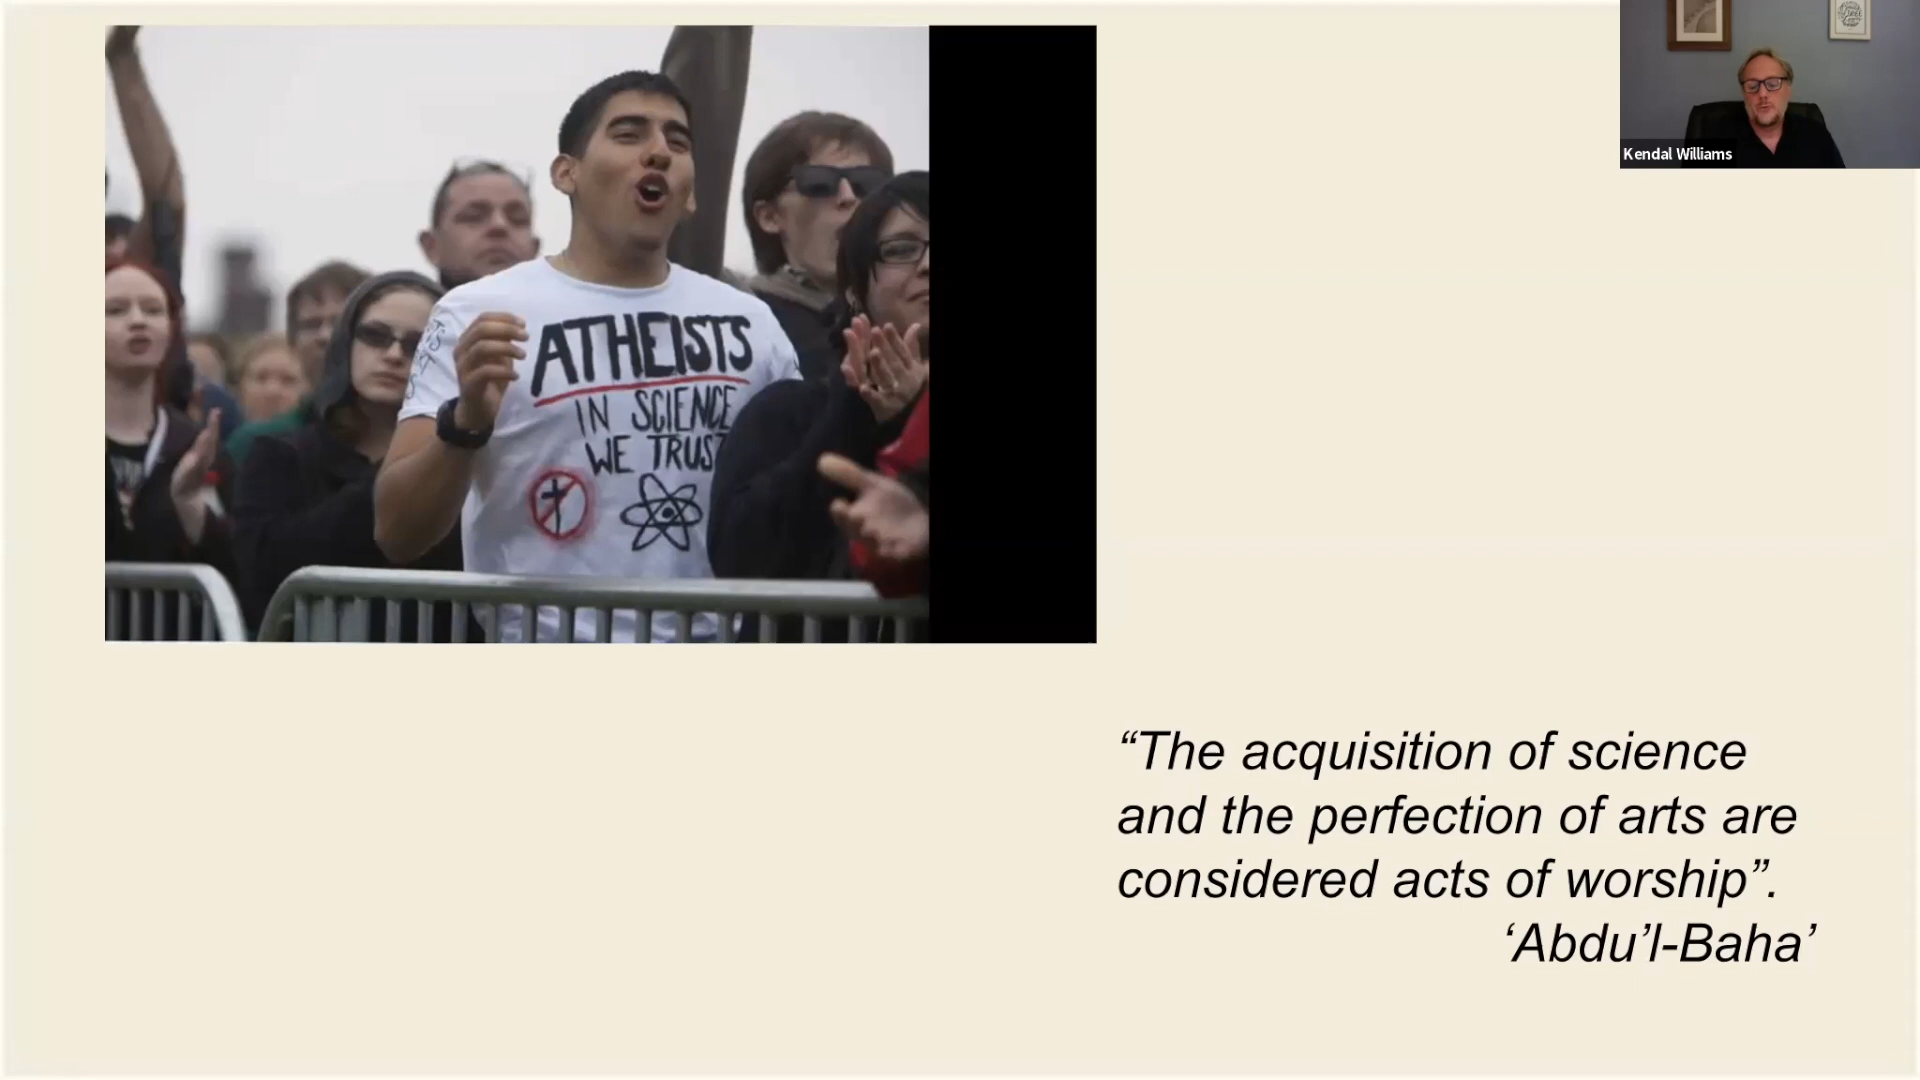 Kendal Williams
ATHEISTS
IN SCIENCE
WE TRUST
“The acquisition of science
and the perfection of arts are
considered acts of worship”.
‘Abdu’l-Baha’